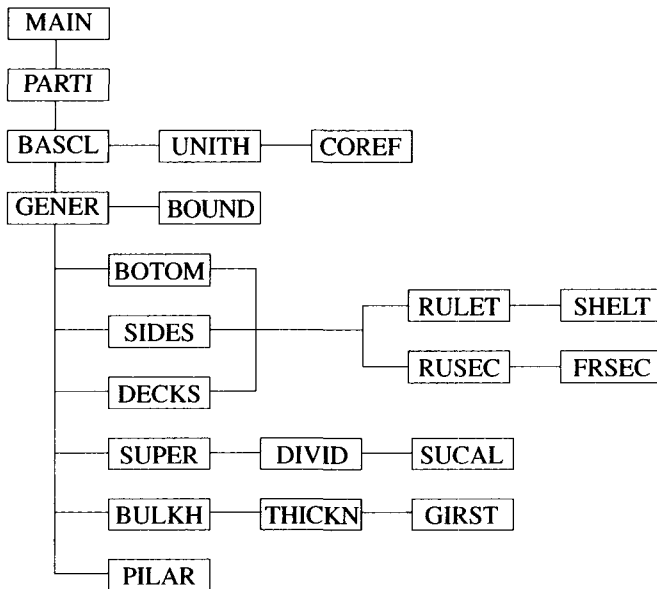 MAIN
PARTI
BASCL UNITH COREF
GENER BOUND
BOTOM
RULET SHELT
SIDES
RUSEC FRSEC
DECKS
SUPER DIVID SUCAL
BULKH THICKN GIRST
PILAR